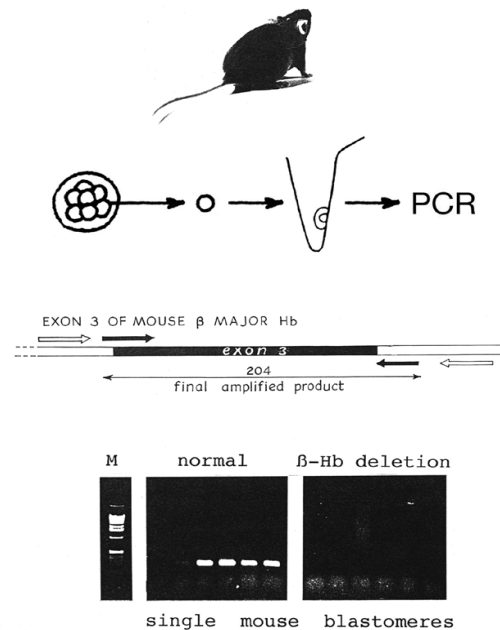 PCR
EXON 3 OF MOUSE β MAJOR Hb
exon 3
204
final amplified product
M normal ß-Hb deletion
single mouse blastomeres